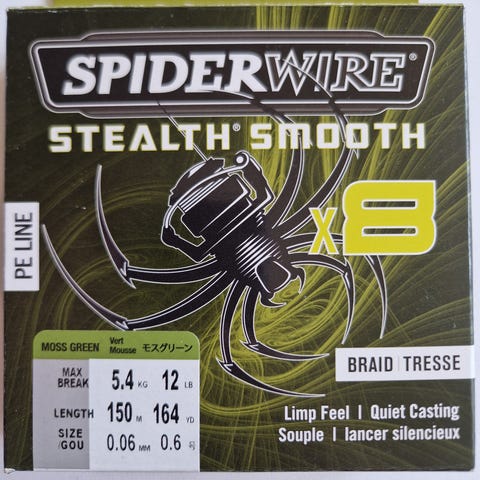 SPIDERWIRE®
STEALTH® SMOOTH
x8
PE LINE
MOSS GREEN Vert Mousse モスグリーン
MAX BREAK 5.4 KG 12 LB
LENGTH 150 M 164 YD
SIZE /GOU 0.06 MM 0.6 号
BRAID | TRESSE
Limp Feel | Quiet Casting
Souple | lancer silencieux